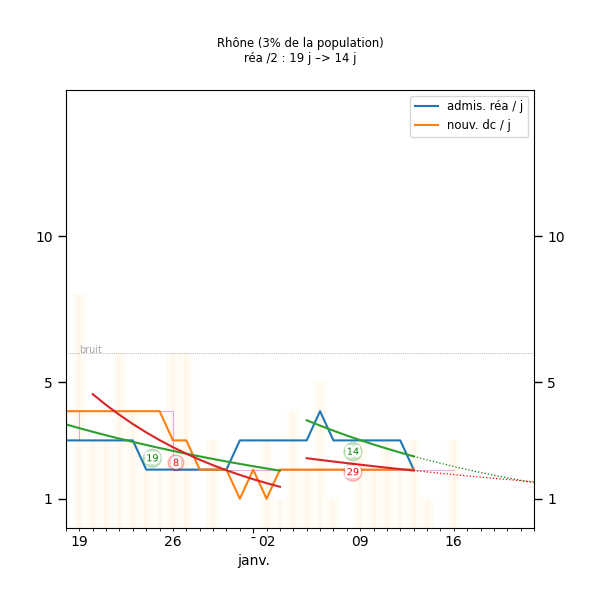 Rhône (3% de la population)
réa /2 : 19 j −> 14 j
admis. réa / j
nouv. dc / j
10
10
bruit
5
5
19
8
14
29
1
1
19
26
02
09
16
janv.